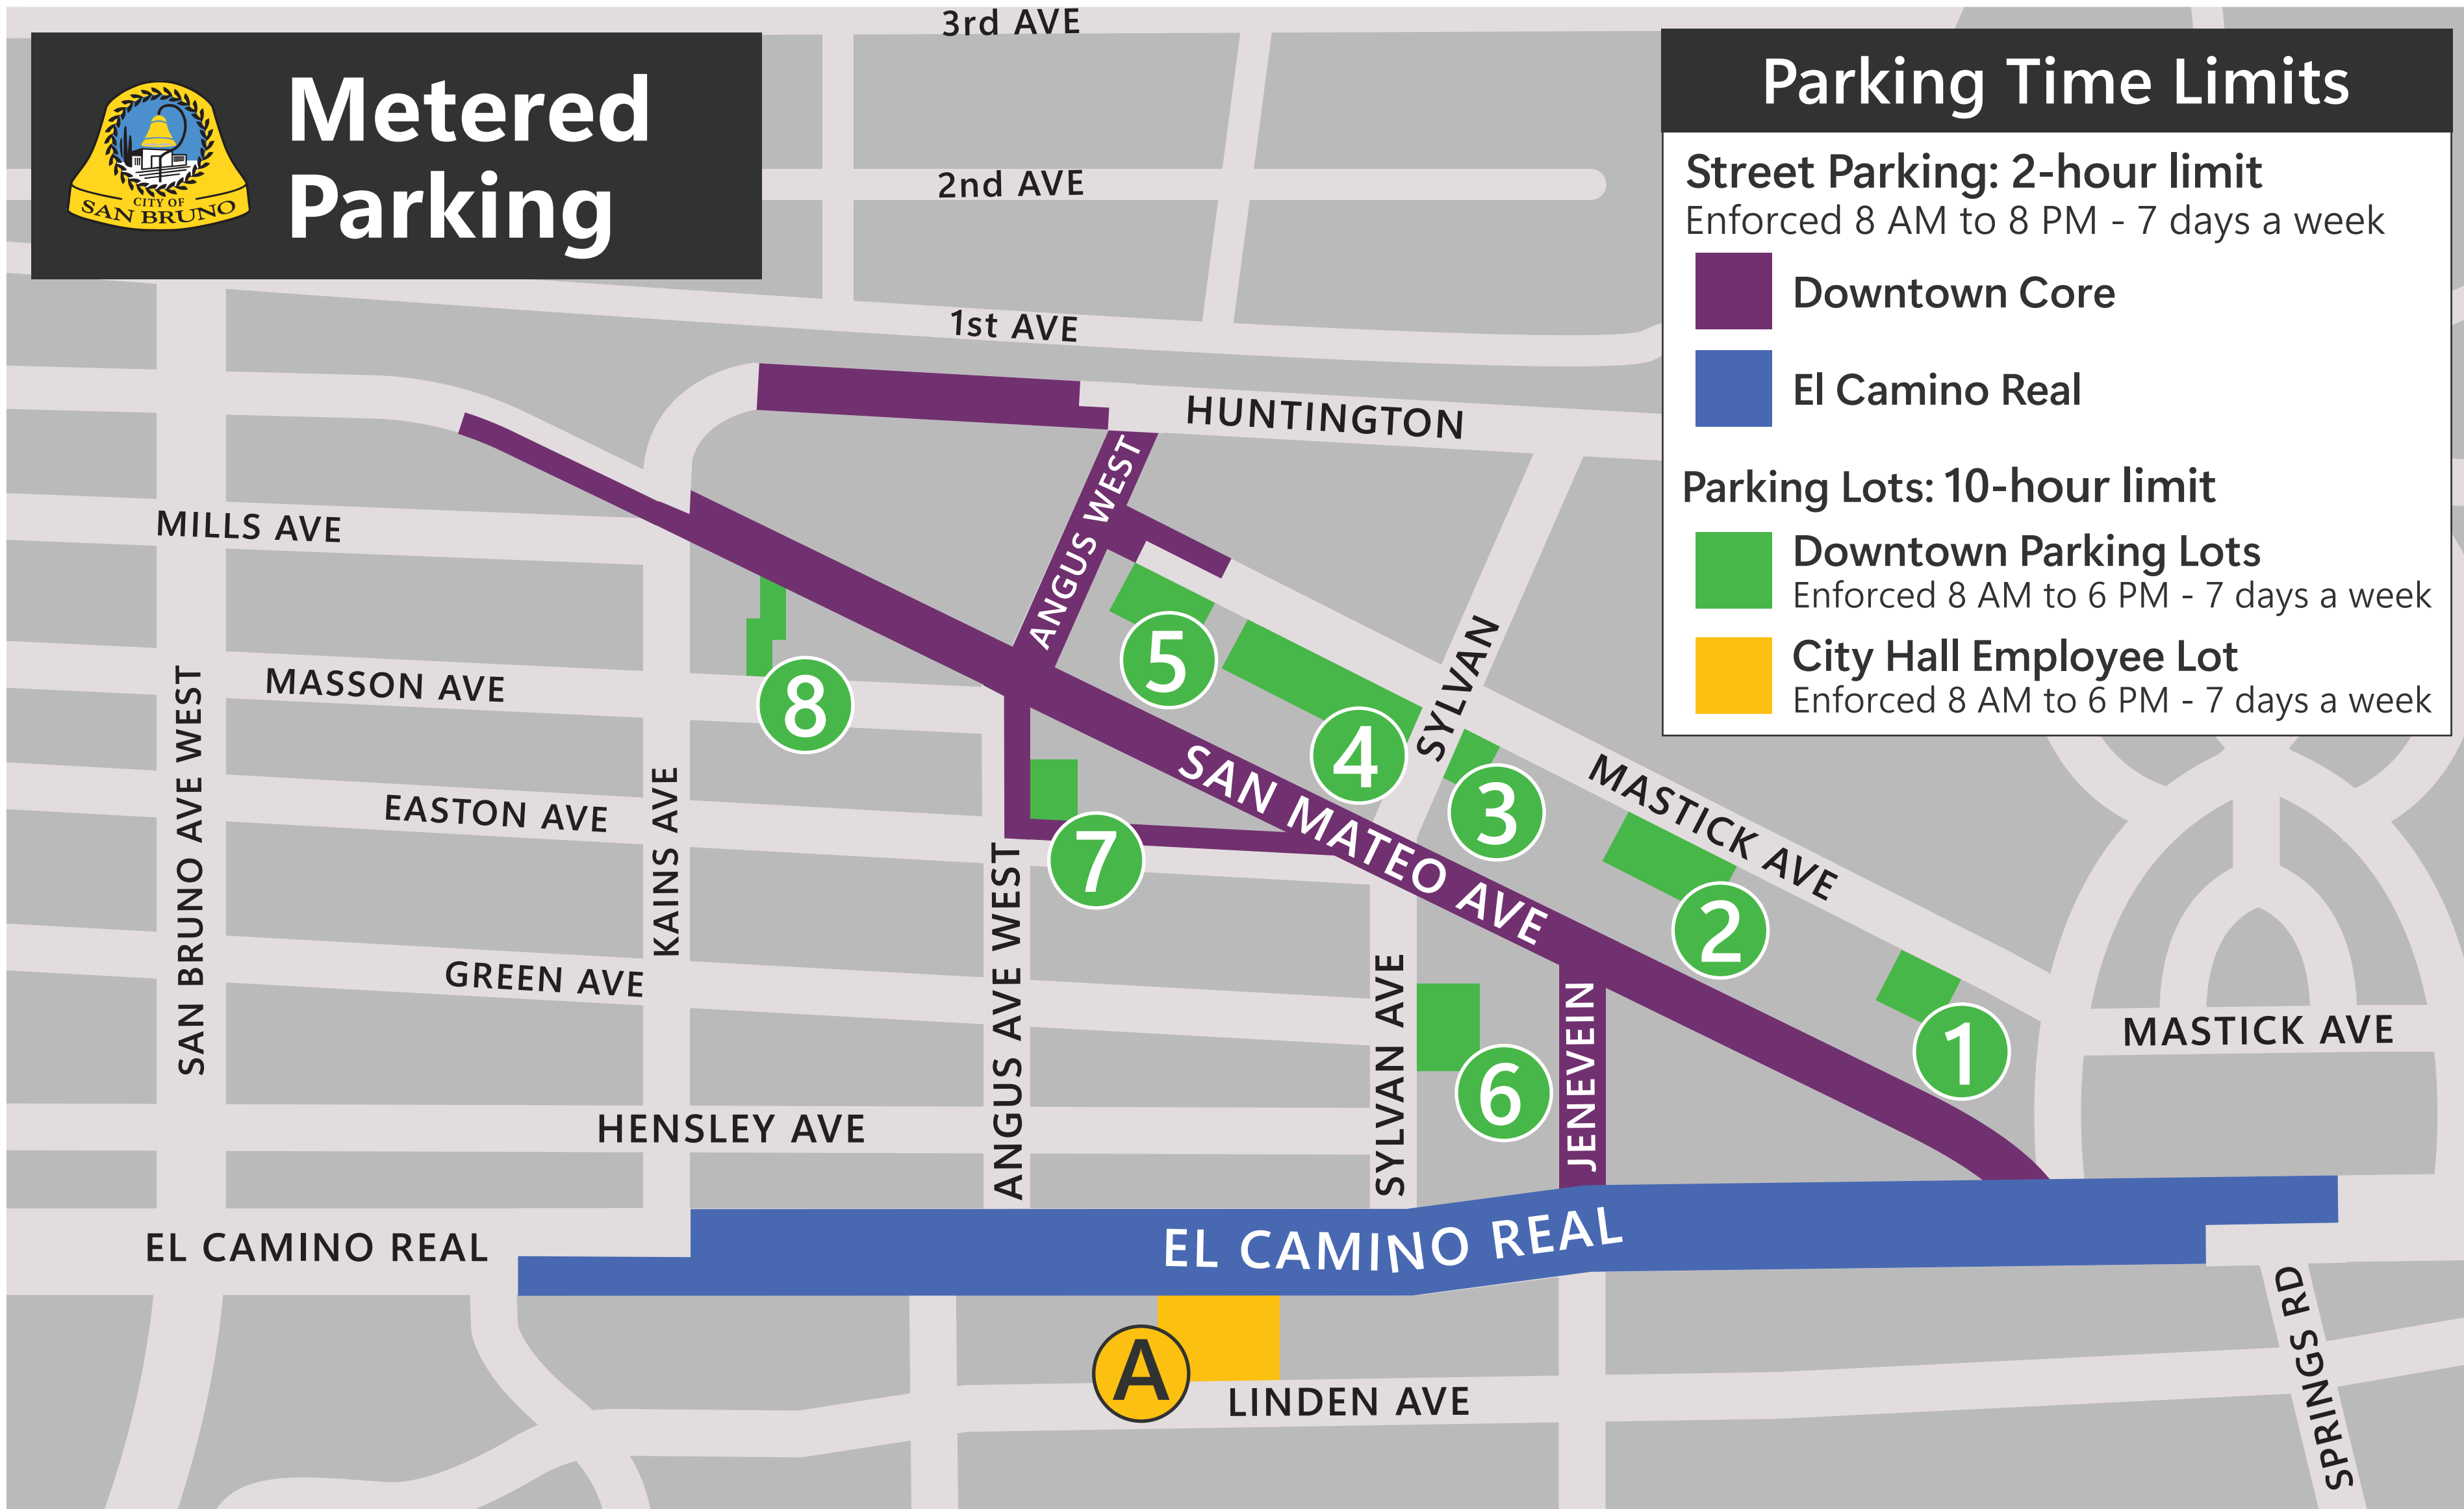 3rd AVE
Metered
Parking
CITY OF
SAN BRUNO
2nd AVE
1st AVE
Parking Time Limits
Street Parking: 2-hour limit
Enforced 8 AM to 8 PM - 7 days a week
Downtown Core
El Camino Real
Parking Lots: 10-hour limit
Downtown Parking Lots
Enforced 8 AM to 6 PM - 7 days a week
City Hall Employee Lot
Enforced 8 AM to 6 PM - 7 days a week
HUNTINGTON
ANGUS WEST
MILLS AVE
MASSON AVE
SAN BRUNO AVE WEST
EASTON AVE
KAINS AVE
GREEN AVE
8
5
4
SYLVAN
3
SAN MATEO AVE
MASTICK AVE
7
2
ANGUS AVE WEST
SYLVAN AVE
6
JENEVEIN
1
MASTICK AVE
HENSLEY AVE
EL CAMINO REAL
EL CAMINO REAL
A
LINDEN AVE
SPRINGS RD